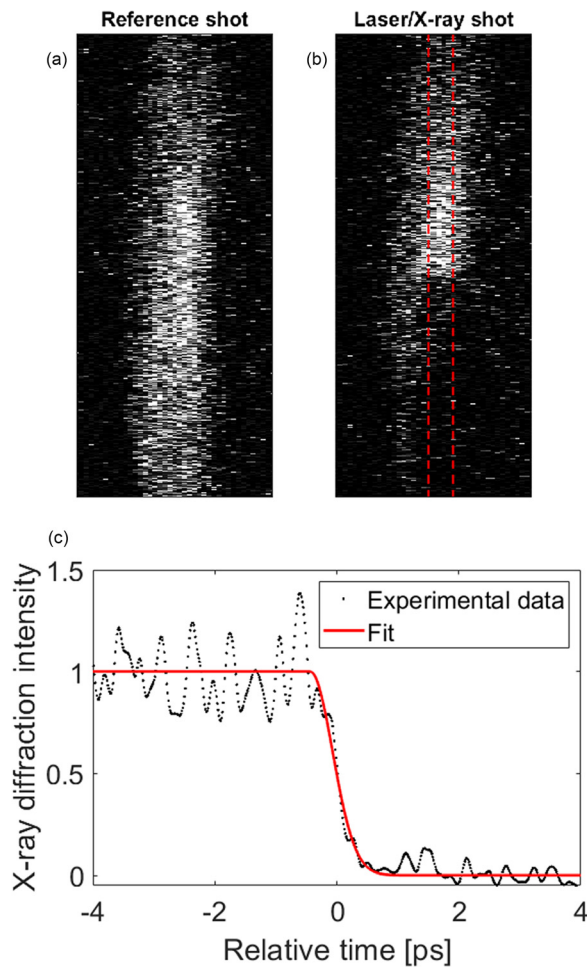 Reference shot
Laser/X-ray shot
(a)
(b)
(c)
1.5
1
0.5
0
Experimental data
Fit
X-ray diffraction intensity
-4
-2
0
2
4
Relative time [ps]